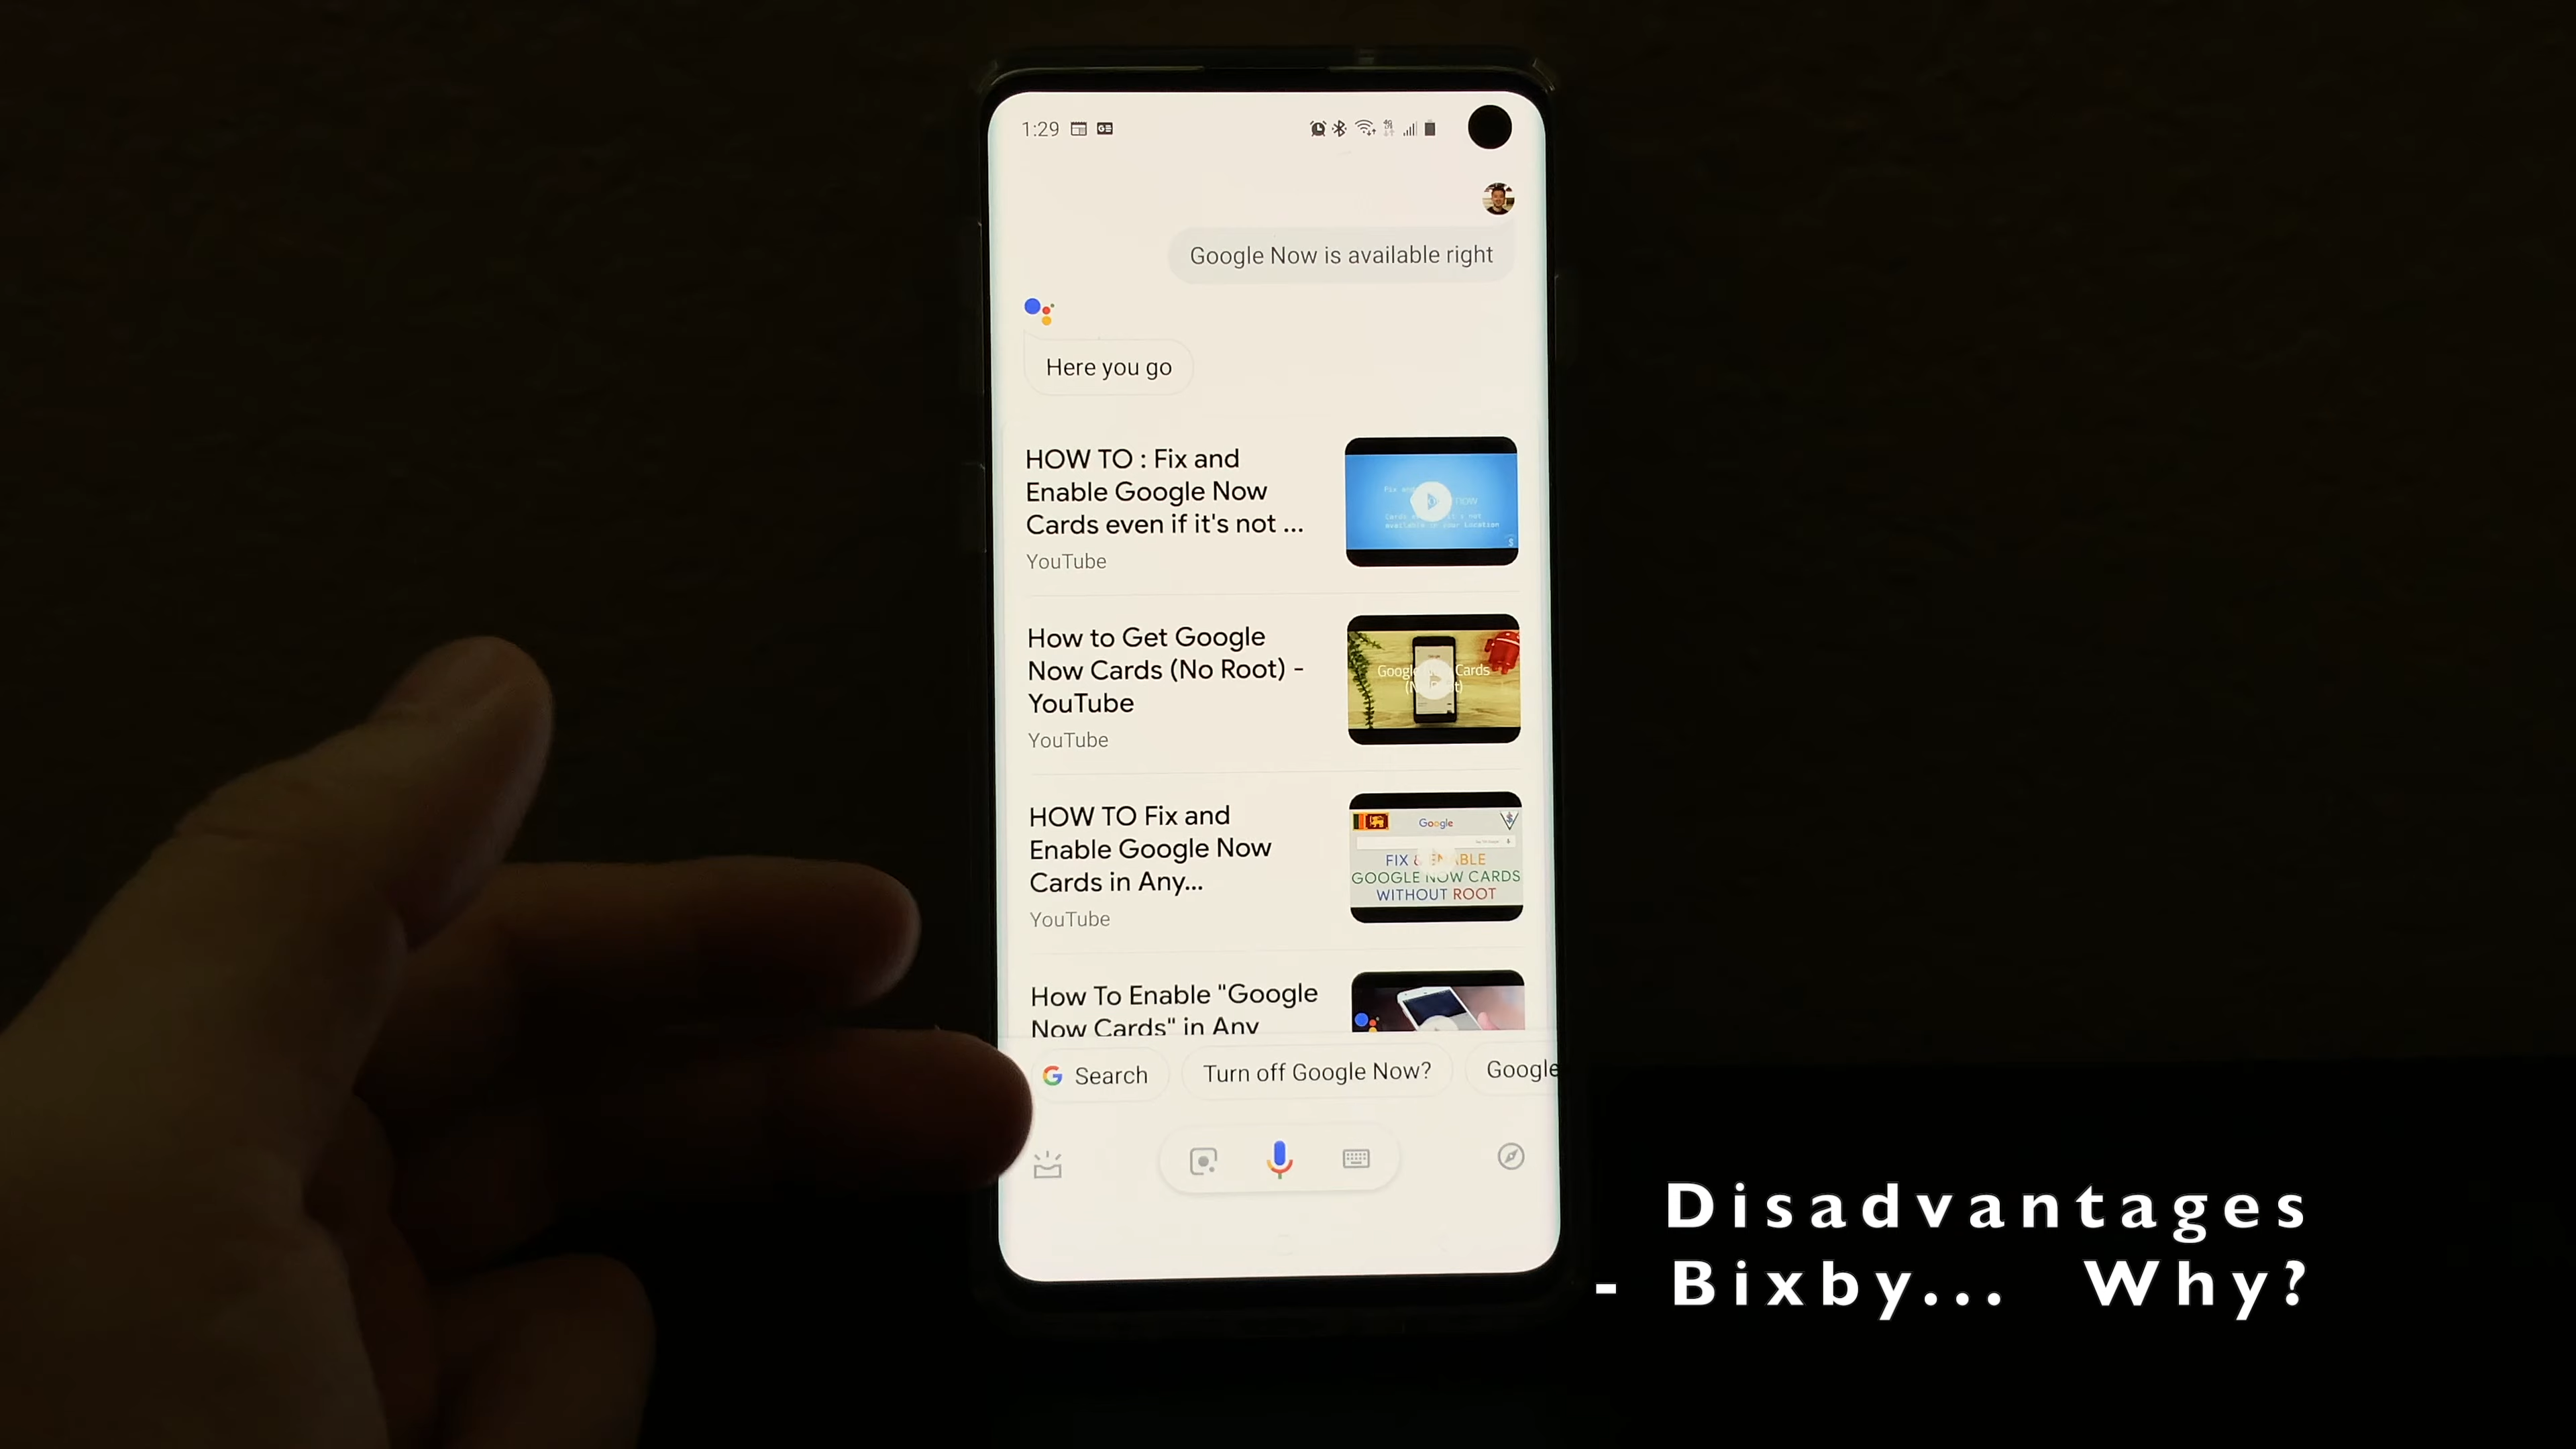 1:29
Google Now is available right
Here you go
HOW TO : Fix and
Enable Google Now
Cards even if it's not ...
YouTube
How to Get Google
Now Cards (No Root) -
YouTube
YouTube
HOW TO Fix and
Enable Google Now
Cards in Any...
YouTube
Google
FIX & ENABLE
GOOGLE NOW CARDS
WITHOUT ROOT
How To Enable "Google
Now Cards" in Any
Search
Turn off Google Now?
Google
Disadvantages
- Bixby... Why?